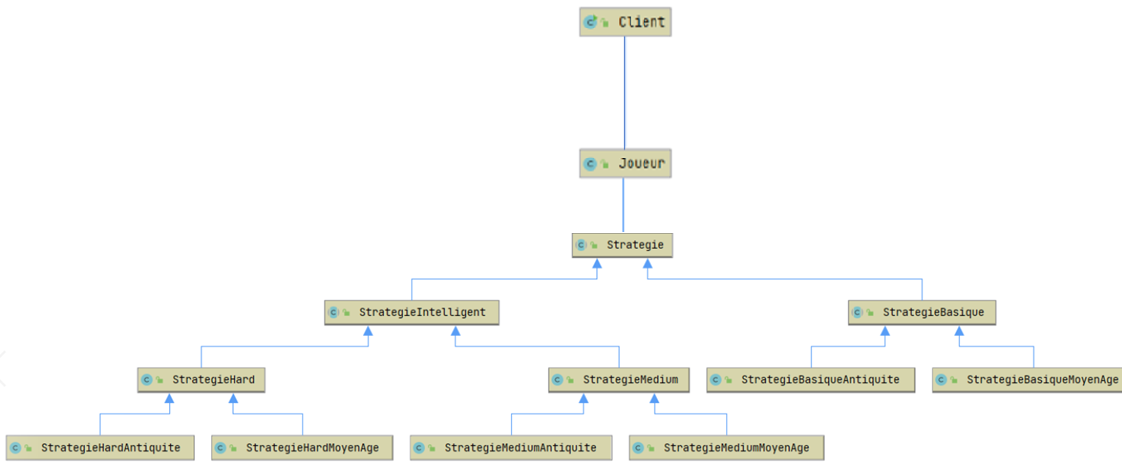 Client
Joueur
Strategie
StrategieIntelligent
StrategieBasique
StrategieHard
StrategieMedium
StrategieBasiqueAntiquite
StrategieBasiqueMoyenAge
StrategieHardAntiquite
StrategieHardMoyenAge
StrategieMediumAntiquite
StrategieMediumMoyenAge